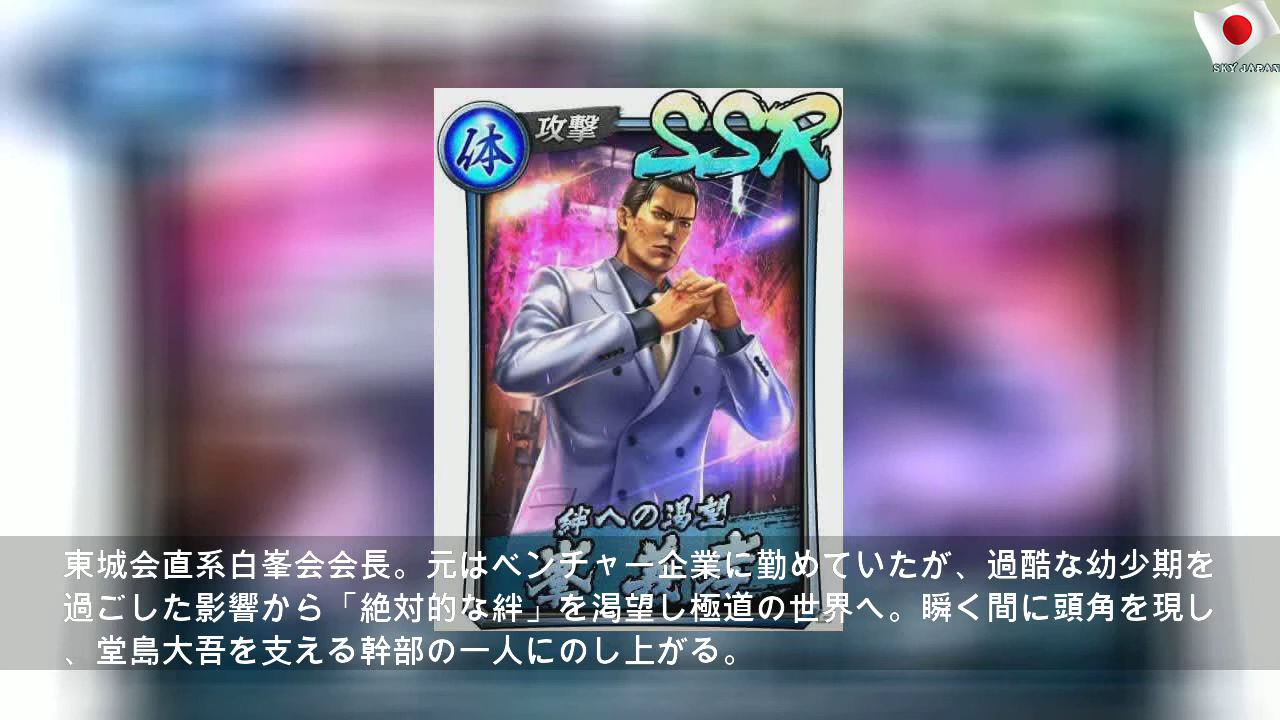 SKY JAPAN
体
攻撃
SSR
絆への渇望
峯 義孝
東城会直系白峯会会長。元はベンチャー企業に勤めていたが、過酷な幼少期を
過ごした影響から「絶対的な絆」を渇望し極道の世界へ。瞬く間に頭角を現し
、堂島大吾を支える幹部の一人にのし上がる。